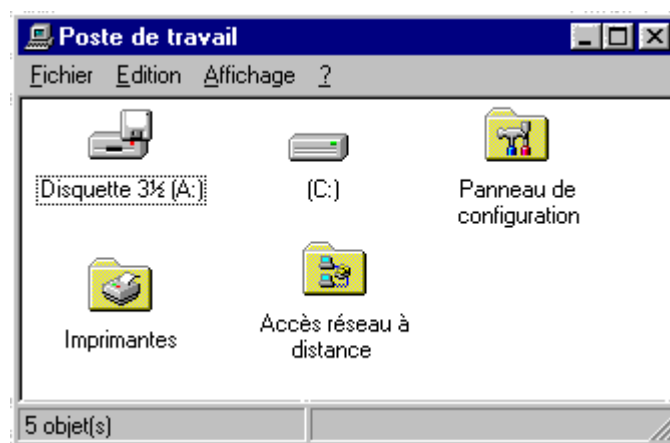 Poste de travail
Fichier Edition Affichage ?
Disquette 3½ (A:)
(C:)
Panneau de
configuration
Imprimantes
Accès réseau à
distance
5 objet(s)